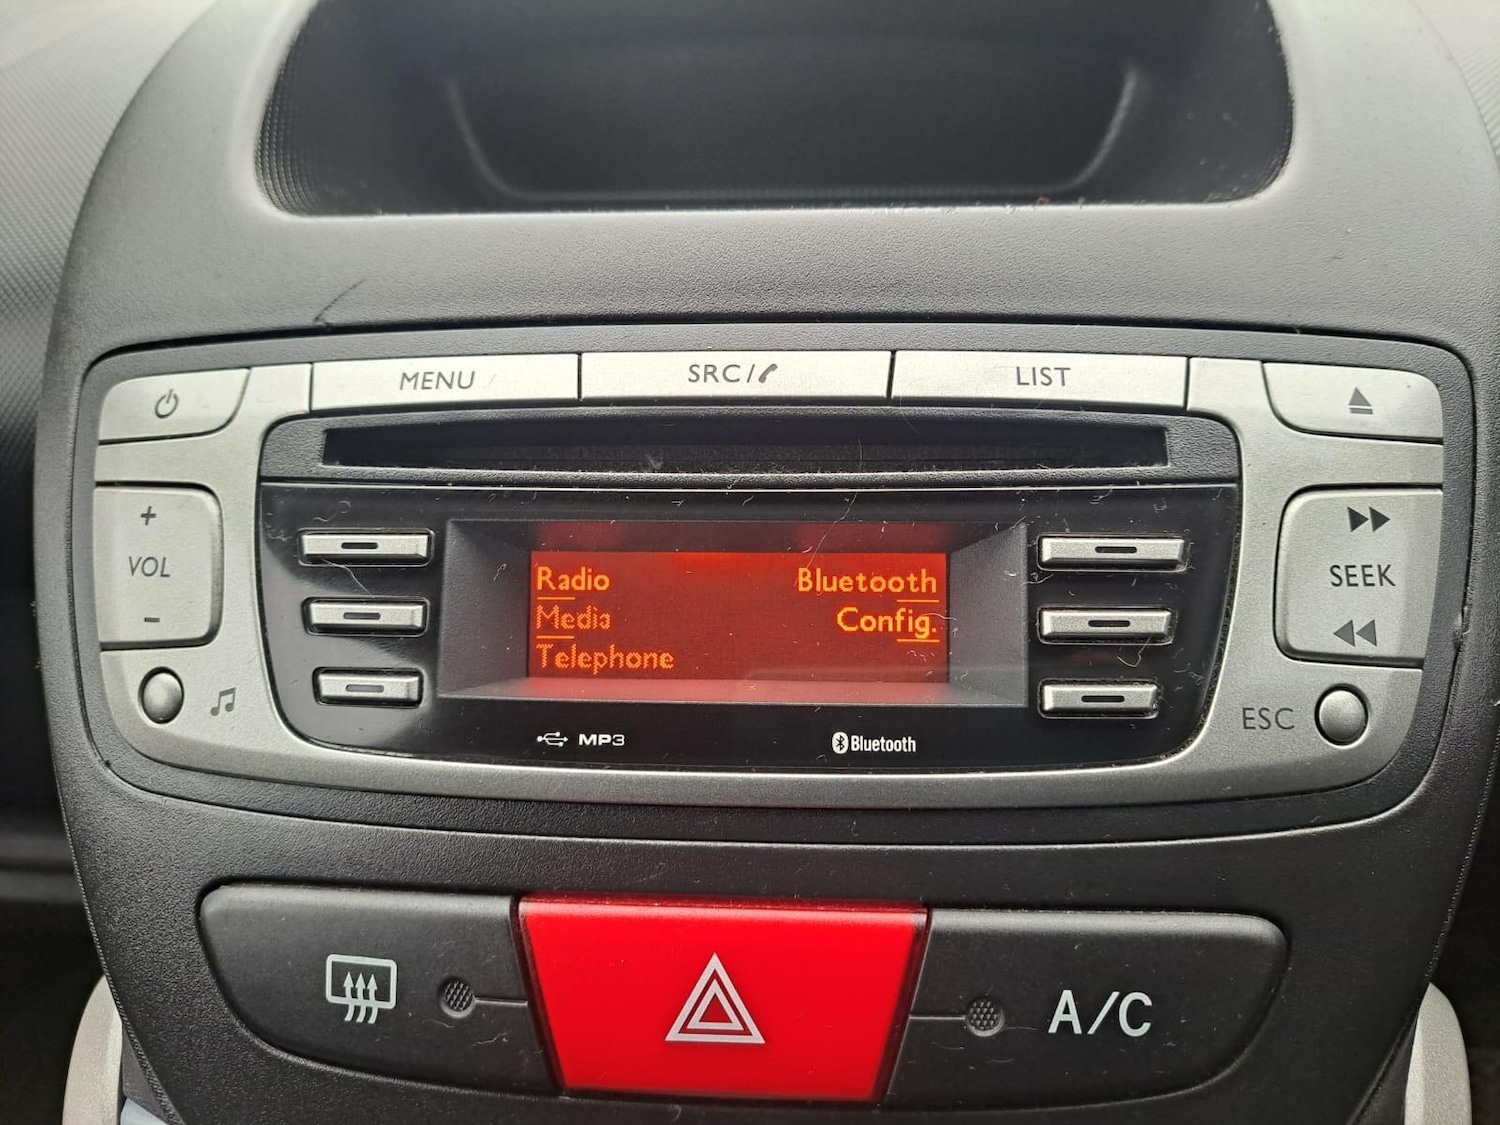 MENU
SRC/
LIST
+
VOL
-
SEEK
Radio
Bluetooth
Media
Config.
Telephone
ESC
MP3
Bluetooth
A/C